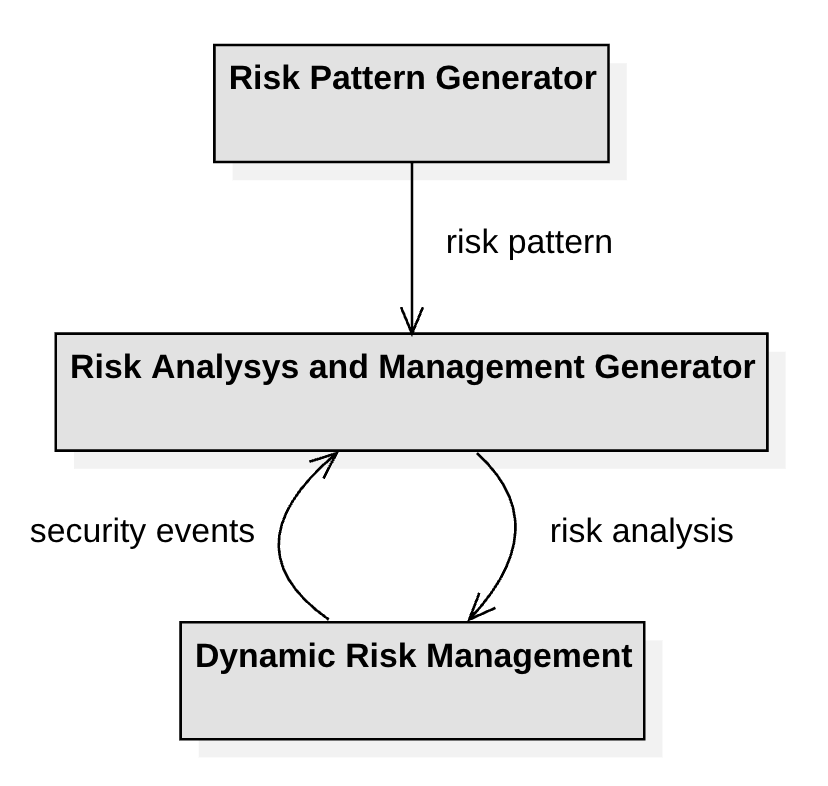 Risk Pattern Generator
risk pattern
Risk Analysys and Management Generator
security events
risk analysis
Dynamic Risk Management